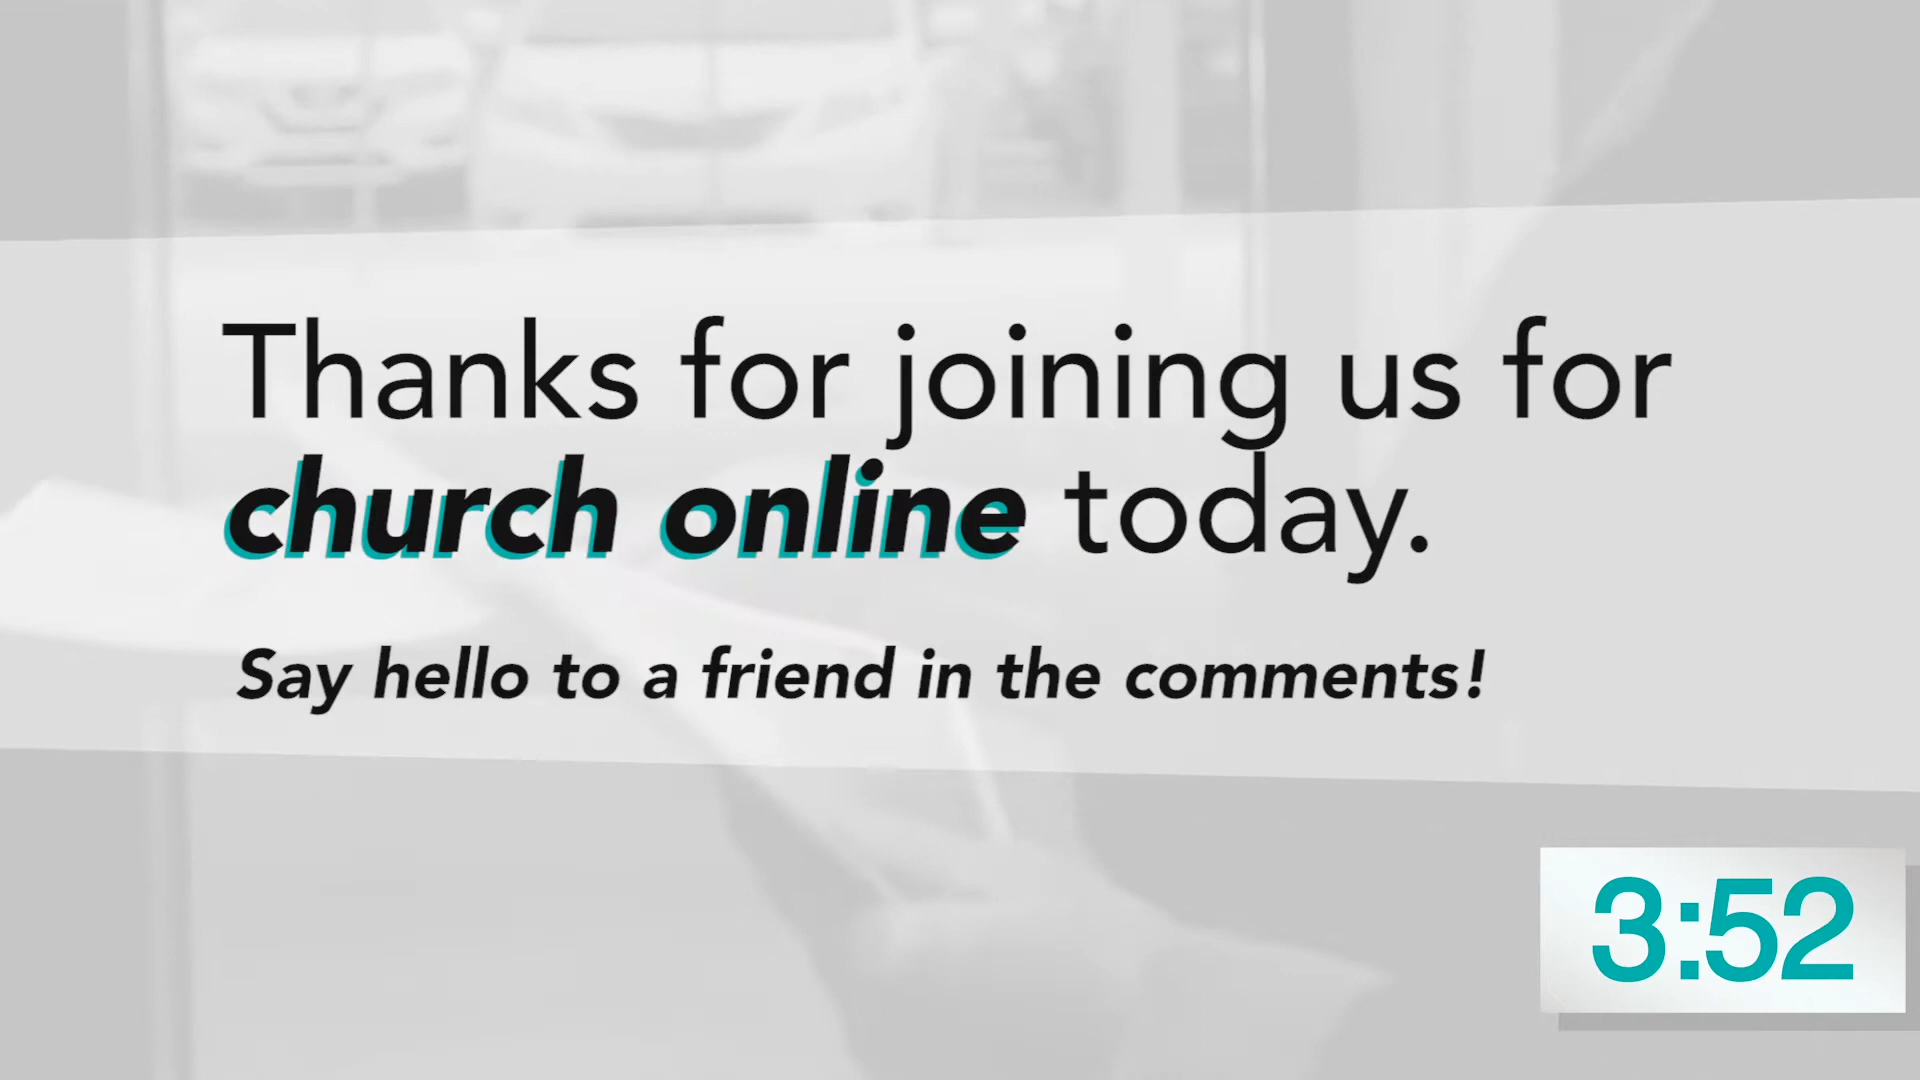 Thanks for joining us for
church online today.
Say hello to a friend in the comments!
3:52